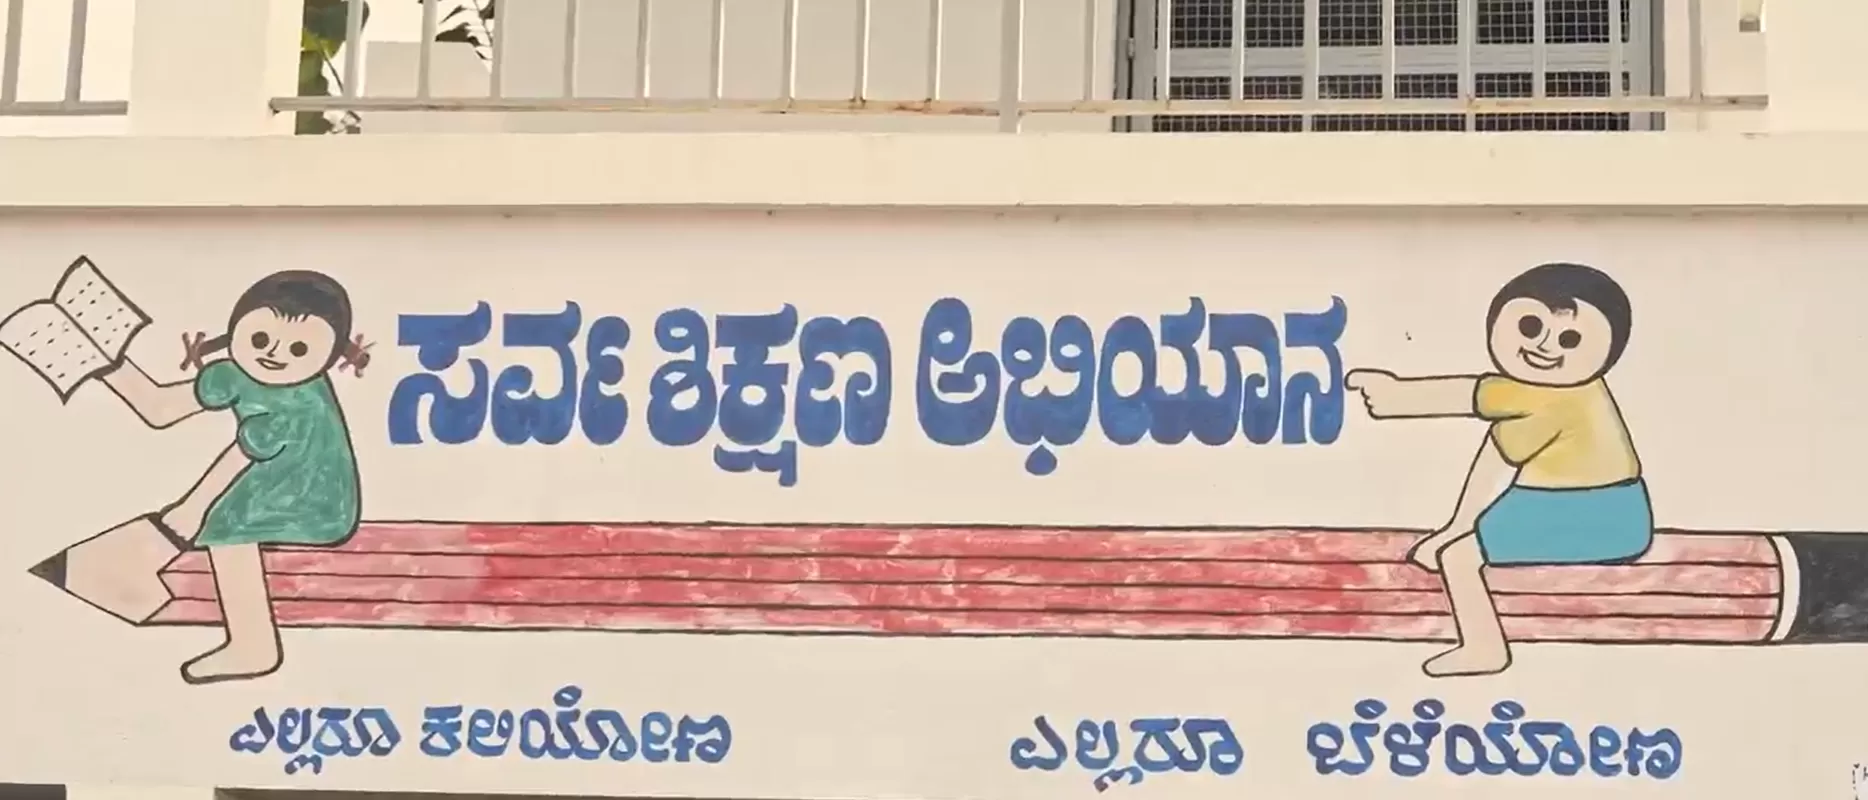 ಸರ್ವ ಶಿಕ್ಷಣ ಅಭಿಯಾನ
ಎಲ್ಲರೂ ಕಲಿಯೋಣ ಎಲ್ಲರೂ ಬೆಳೆಯೋಣ